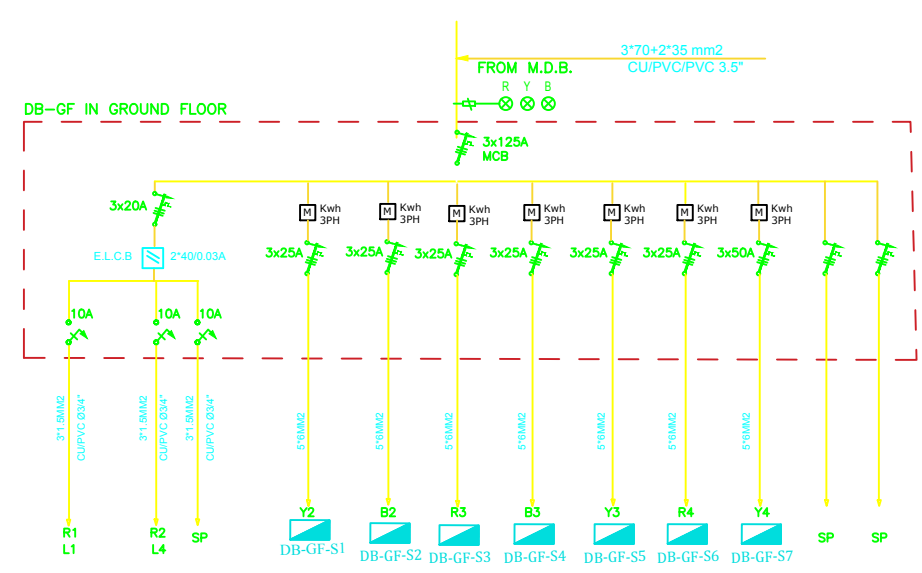 3*70+2*35 mm2
CU/PVC/PVC 3.5"
FROM M.D.B.
R Y B
DB-GF IN GROUND FLOOR
3x125A
MCB
3x20A
E.L.C.B
2*40/0.03A
10A
10A
10A
M Kwh
3PH
M Kwh
3PH
M Kwh
3PH
M Kwh
3PH
M Kwh
3PH
M Kwh
3PH
M Kwh
3PH
3x25A
3x25A
3x25A
3x25A
3x25A
3x25A
3x50A
3*1,5MM2
CU/PVC Ø3/4"
3*1,5MM2
CU/PVC Ø3/4"
3*1,5MM2
CU/PVC Ø3/4"
5*6MM2
5*6MM2
5*6MM2
5*6MM2
5*6MM2
5*6MM2
5*6MM2
R1
L1
R2
L4
SP
Y2
DB-GF-S1
B2
DB-GF-S2
R3
DB-GF-S3
B3
DB-GF-S4
Y3
DB-GF-S5
R4
DB-GF-S6
Y4
DB-GF-S7
SP
SP